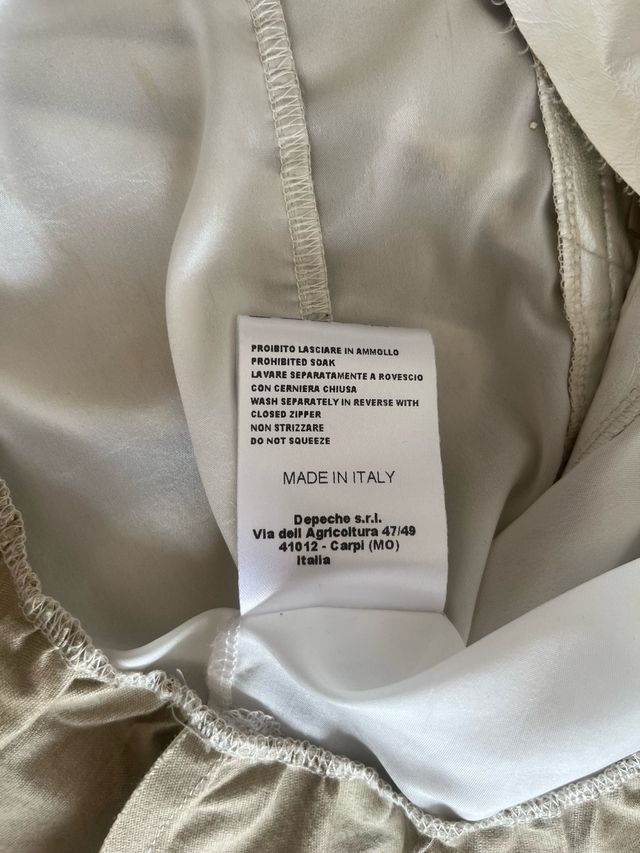 PROIBITO LASCIARE IN AMMOLLO
PROHIBITED SOAK
LAVARE SEPARATAMENTE A ROVESCIO
CON CERNIERA CHIUSA
WASH SEPARATELY IN REVERSE WITH
CLOSED ZIPPER
NON STRIZZARE
DO NOT SQUEEZE
MADE IN ITALY
Depeche s.r.l.
Via dell Agricoltura 47/49
41012 - Carpi (MO)
Italia